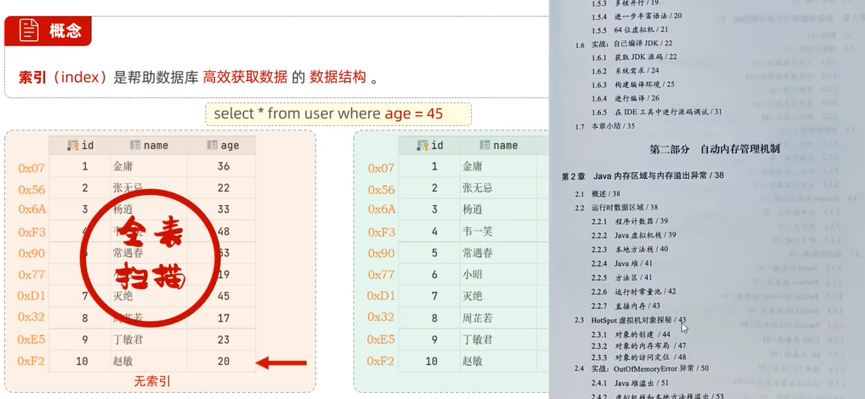 概念
索引（index）是帮助数据库 高效获取数据 的 数据结构 。
select * from user where age = 45
id name age
0x07 1 金庸 36
0x56 2 张无忌 22
0x6A 3 杨逍 33
0xF3 4 48
0x90 5 常遇春 53
0x77 6 19
0xD1 7 灭绝 45
0x32 8 周芷若 17
0xE5 9 丁敏君 23
0xF2 10 赵敏 20
全表
扫描
无索引
id name
0x07 1 金庸
0x56 2 张无忌
0x6A 3 杨逍
0xF3 4 韦一笑
0x90 5 常遇春
0x77 6 小昭
0xD1 7 灭绝
0x32 8 周芷若
0xE5 9 丁敏君
0xF2 10 赵敏
1.5.3 多核并行 / 19
1.5.4 进一步丰富语法 / 20
1.5.5 64 位虚拟机 / 21
1.6 实战：自己编译 JDK / 22
1.6.1 获取 JDK 源码 / 22
1.6.2 系统需求 / 24
1.6.3 构建编译环境 / 25
1.6.4 进行编译 / 26
1.6.5 在 IDE 工具中进行源码调试 / 31
1.7 本章小结 / 35
第二部分 自动内存管理机制
第 2 章 Java 内存区域与内存溢出异常 / 38
2.1 概述 / 38
2.2 运行时数据区域 / 38
2.2.1 程序计数器 / 39
2.2.2 Java 虚拟机栈 / 39
2.2.3 本地方法栈 / 40
2.2.4 Java 堆 / 41
2.2.5 方法区 / 41
2.2.6 运行时常量池 / 42
2.2.7 直接内存 / 43
2.3 HotSpot 虚拟机对象探秘 / 43
2.3.1 对象的创建 / 44
2.3.2 对象的内存布局 / 47
2.3.3 对象的访问定位 / 48
2.4 实战：OutOfMemoryError 异常 / 50
2.4.1 Java 堆溢出 / 51
2.4.2 虚拟机栈和本地方法栈溢出 / 53